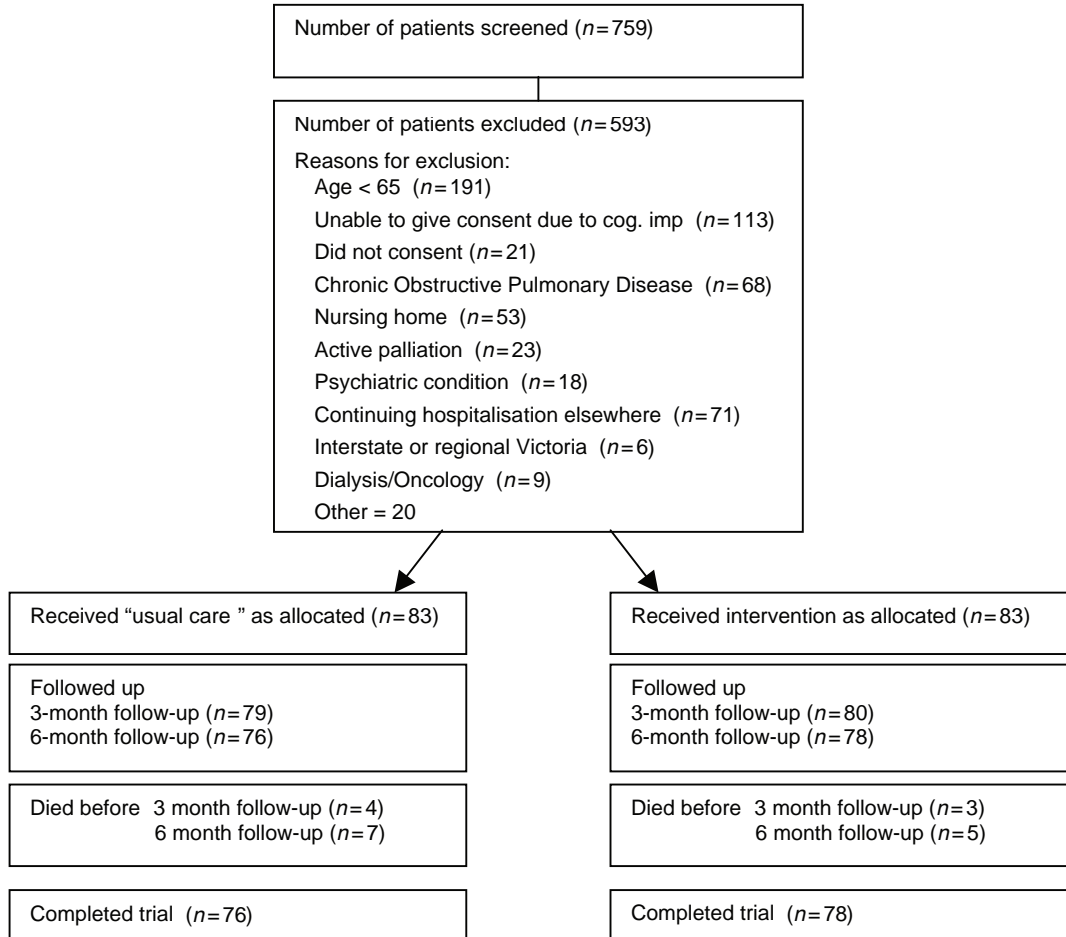 Number of patients screened (n=759)
Number of patients excluded (n=593)
Reasons for exclusion:
Age < 65 (n=191)
Unable to give consent due to cog. imp (n=113)
Did not consent (n=21)
Chronic Obstructive Pulmonary Disease (n=68)
Nursing home (n=53)
Active palliation (n=23)
Psychiatric condition (n=18)
Continuing hospitalisation elsewhere (n=71)
Interstate or regional Victoria (n=6)
Dialysis/Oncology (n=9)
Other = 20
Received “usual care ” as allocated (n=83)
Followed up
3-month follow-up (n=79)
6-month follow-up (n=76)
Died before 3 month follow-up (n=4)
6 month follow-up (n=7)
Completed trial (n=76)
Received intervention as allocated (n=83)
Followed up
3-month follow-up (n=80)
6-month follow-up (n=78)
Died before 3 month follow-up (n=3)
6 month follow-up (n=5)
Completed trial (n=78)